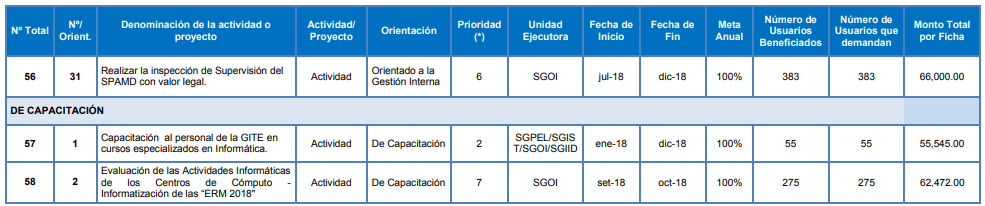 Nº Total
Nº/
Orient.
Denominación de la actividad o
proyecto
Actividad/
Proyecto
Orientación
Prioridad
(*)
Unidad
Ejecutora
Fecha de
Inicio
Fecha de
Fin
Meta
Anual
Número de
Usuarios
Beneficiados
Número de
Usuarios que
demandan
Monto Total
por Ficha
56
31
Realizar la inspección de Supervisión del
SPAMD con valor legal.
Actividad
Orientado a la
Gestión Interna
6
SGOI
jul-18
dic-18
100%
383
383
66,000.00
DE CAPACITACIÓN
57
1
Capacitación al personal de la GITE en
cursos especializados en Informática.
Actividad
De Capacitación
2
SGPEL/SGIS
T/SGOI/SGIID
ene-18
dic-18
100%
55
55
55,545.00
58
2
Evaluación de las Actividades Informáticas
de los Centros de Cómputo -
Informatización de las “ERM 2018"
Actividad
De Capacitación
7
SGOI
set-18
oct-18
100%
275
275
62,472.00